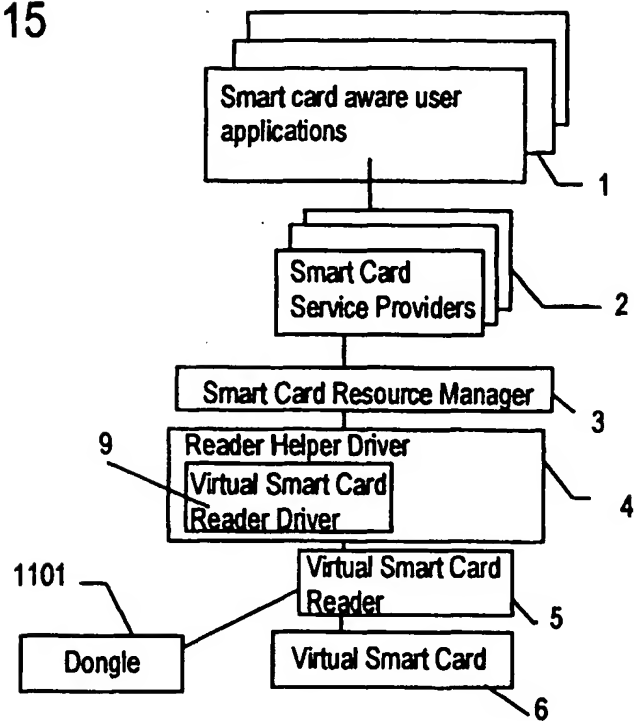 15
Smart card aware user
applications
1
Smart Card
Service Providers
2
Smart Card Resource Manager
3
9
Reader Helper Driver
Virtual Smart Card
Reader Driver
4
1101
Virtual Smart Card
Reader
5
Dongle
Virtual Smart Card
6